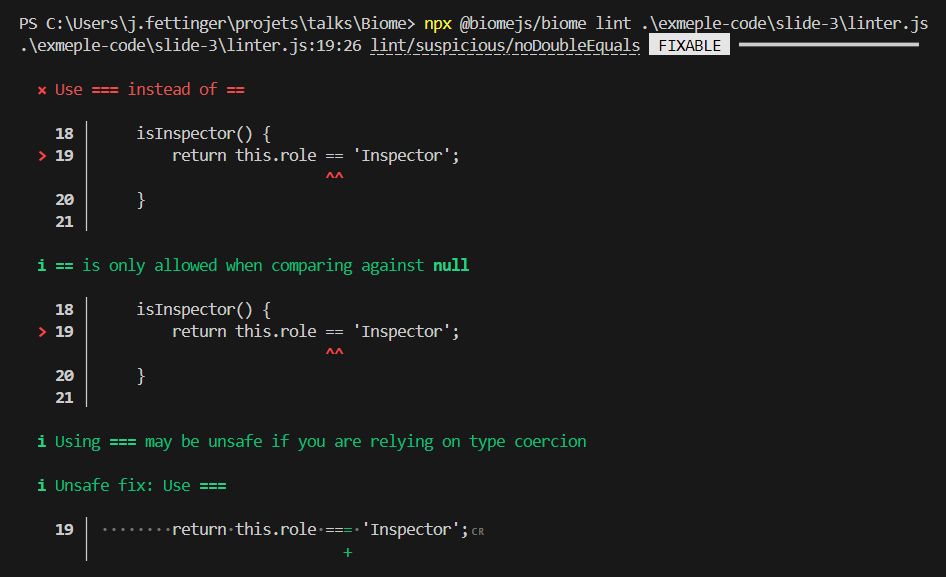 PS C:\Users\j.fettinger\projets\talks\Biome> npx @biomejs/biome lint .\exmeple-code\slide-3\linter.js
.\exmeple-code\slide-3\linter.js:19:26 lint/suspicious/noDoubleEquals  FIXABLE  ━━━━━━━━━━━━━━━━━━━━
× Use === instead of ==
18 │     isInspector() {
> 19 │         return this.role == 'Inspector';
│                          ^^
20 │     }
21 │
i == is only allowed when comparing against null
18 │     isInspector() {
> 19 │         return this.role == 'Inspector';
│                          ^^
20 │     }
21 │
i Using === may be unsafe if you are relying on type coercion
i Unsafe fix: Use ===
19 │ ········return·this.role·===·'Inspector';CR
│                            +